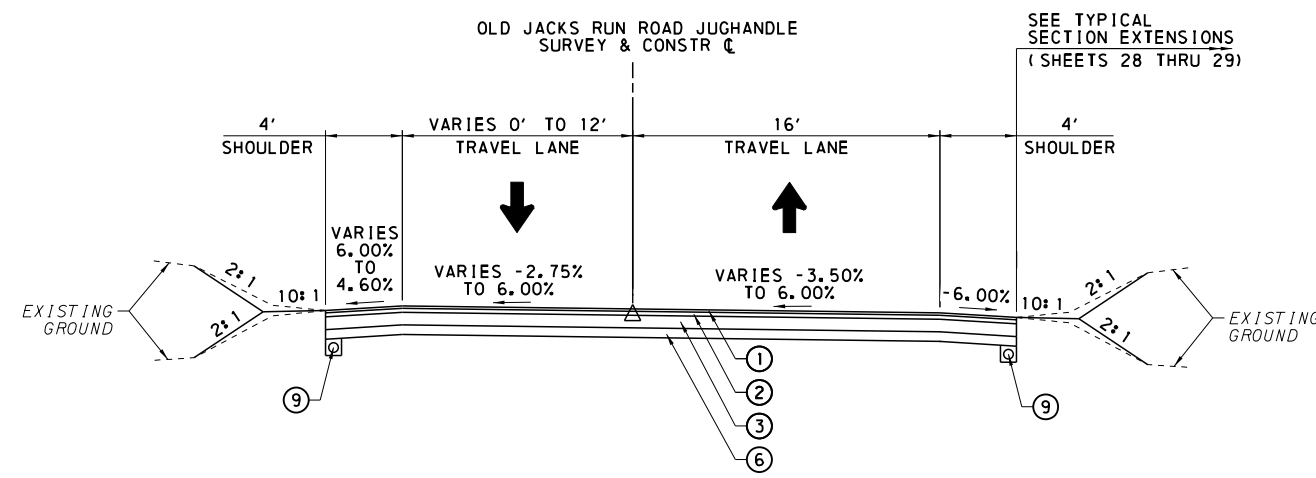 OLD JACKS RUN ROAD JUGHANDLE
SURVEY & CONSTR ℄
SEE TYPICAL
SECTION EXTENSIONS
(SHEETS 28 THRU 29)
4'
SHOULDER
VARIES 0' TO 12'
TRAVEL LANE
16'
TRAVEL LANE
4'
SHOULDER
VARIES
6.00%
TO
4.60%
VARIES -2.75%
TO 6.00%
VARIES -3.50%
TO 6.00%
-6.00%
2:1
10:1
2:1
EXISTING
GROUND
10:1
2:1
2:1
EXISTING
GROUND
1
2
3
6
9
9